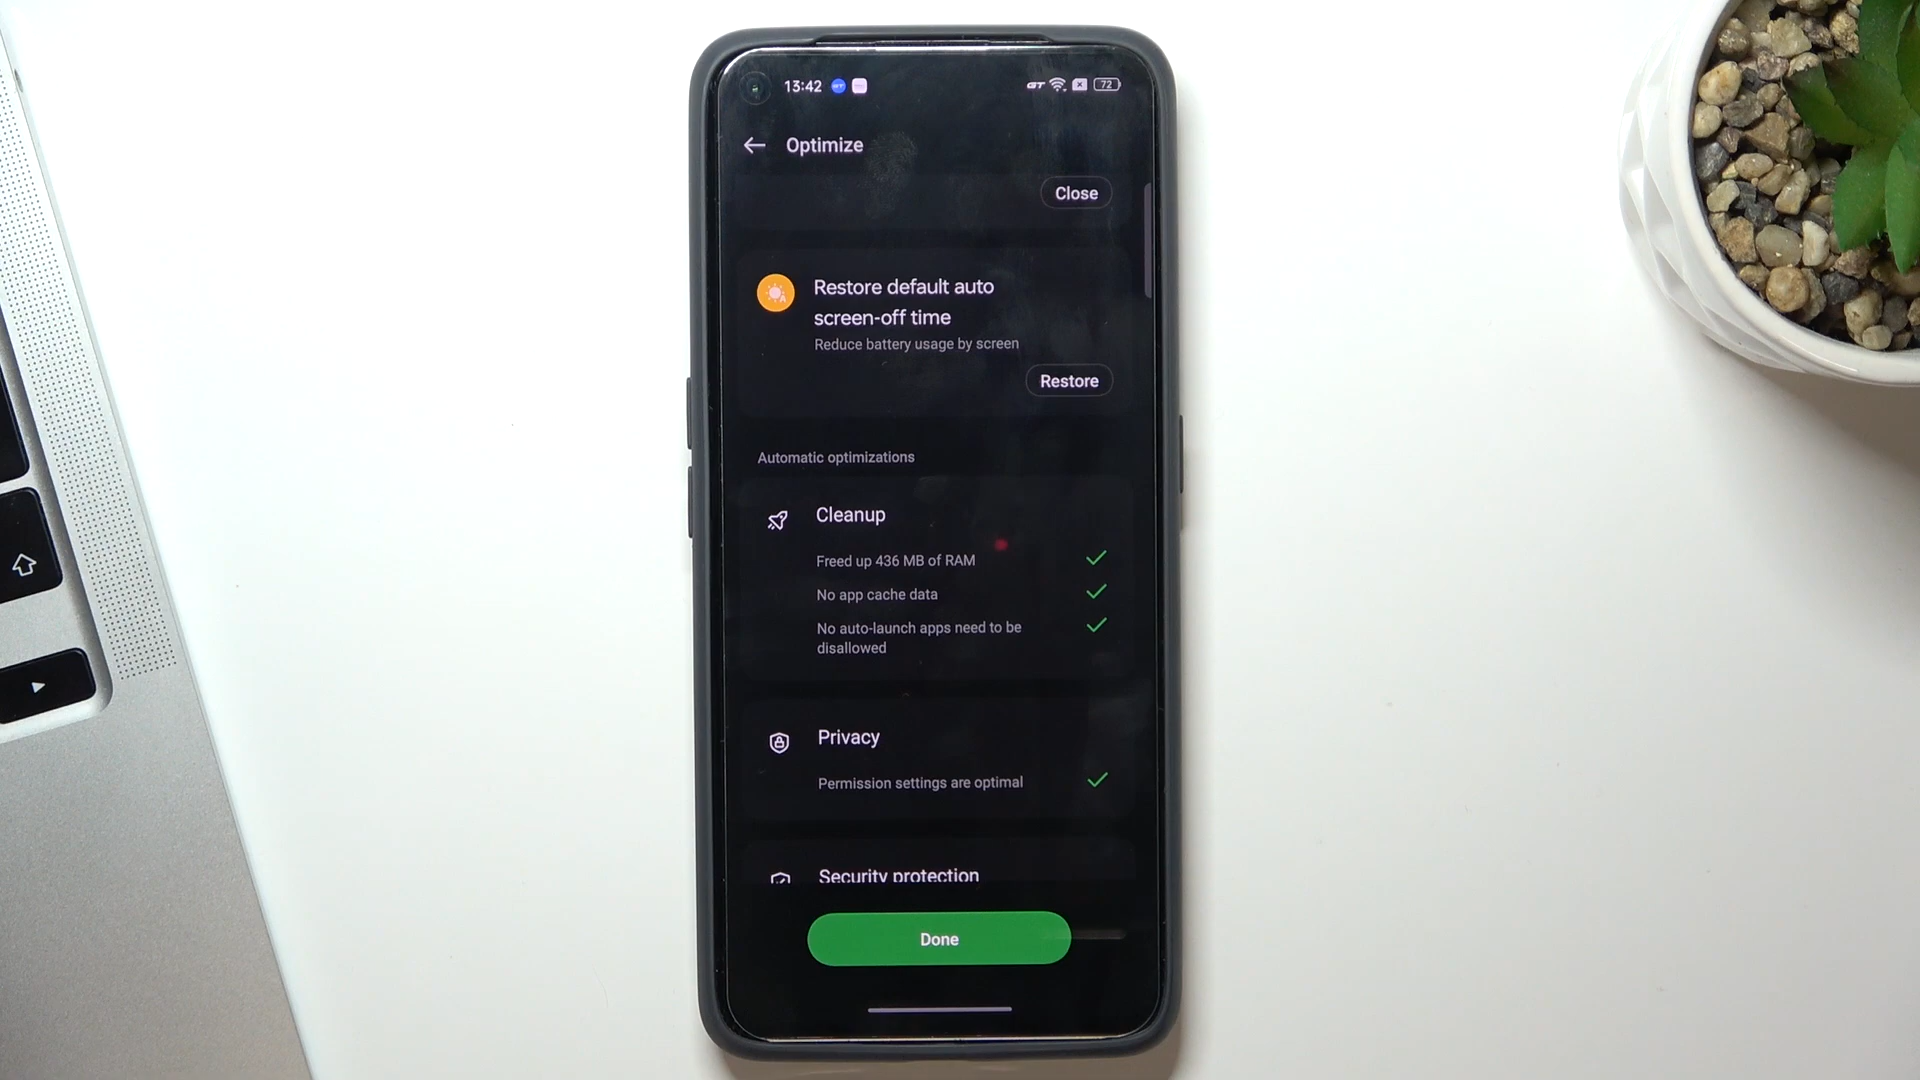 13:42
GT
72
Optimize
Close
Restore default auto
screen-off time
Reduce battery usage by screen
Restore
Automatic optimizations
Cleanup
Freed up 436 MB of RAM
No app cache data
No auto-launch apps need to be
disallowed
Privacy
Permission settings are optimal
Security protection
Done